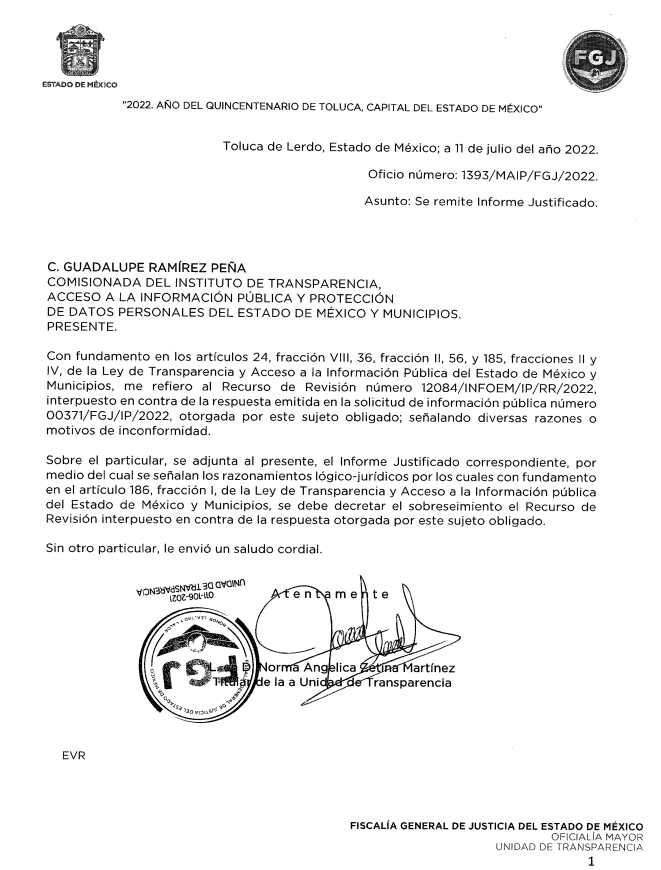 ESTADO DE MÉXICO
FGJ
"2022. AÑO DEL QUINCENTENARIO DE TOLUCA, CAPITAL DEL ESTADO DE MÉXICO"
Toluca de Lerdo, Estado de México; a 11 de julio del año 2022.
Oficio número: 1393/MAIP/FGJ/2022.
Asunto: Se remite Informe Justificado.
C. GUADALUPE RAMÍREZ PEÑA
COMISIONADA DEL INSTITUTO DE TRANSPARENCIA,
ACCESO A LA INFORMACIÓN PÚBLICA Y PROTECCIÓN
DE DATOS PERSONALES DEL ESTADO DE MÉXICO Y MUNICIPIOS.
PRESENTE.
Con fundamento en los artículos 24, fracción VIII, 36, fracción II, 56, y 185, fracciones II y
IV, de la Ley de Transparencia y Acceso a la Información Pública del Estado de México y
Municipios, me refiero al Recurso de Revisión número 12084/INFOEM/IP/RR/2022,
interpuesto en contra de la respuesta emitida en la solicitud de información pública número
00371/FGJ/IP/2022, otorgada por este sujeto obligado; señalando diversas razones o
motivos de inconformidad.
Sobre el particular, se adjunta al presente, el Informe Justificado correspondiente, por
medio del cual se señalan los razonamientos lógico-jurídicos por los cuales con fundamento
en el artículo 186, fracción I, de la Ley de Transparencia y Acceso a la Información pública
del Estado de México y Municipios, se debe decretar el sobreseimiento el Recurso de
Revisión interpuesto en contra de la respuesta otorgada por este sujeto obligado.
Sin otro particular, le envió un saludo cordial.
UNIDAD DE TRANSPARENCIA
011-106-2021
Atentamente
HONOR, LEALTAD Y VALOR
FGJ
D. Norma Angélica Zetina Martínez
Titular de la a Unidad de Transparencia
EVR
FISCALÍA GENERAL DE JUSTICIA DEL ESTADO DE MÉXICO
OFICIALÍA MAYOR
UNIDAD DE TRANSPARENCIA
1